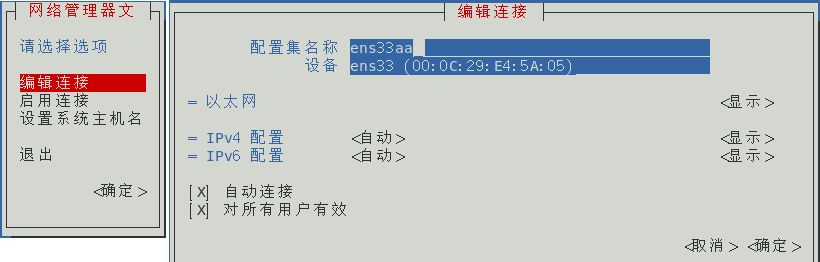 网络管理器文
请选择选项
编辑连接
启用连接
设置系统主机名
退出
<确定>
编辑连接
配置集名称 ens33aa
设备 ens33 (00:0C:29:E4:5A:05)
= 以太网 <显示>
= IPv4 配置 <自动> <显示>
= IPv6 配置 <自动> <显示>
[X] 自动连接
[X] 对所有用户有效
<取消> <确定>